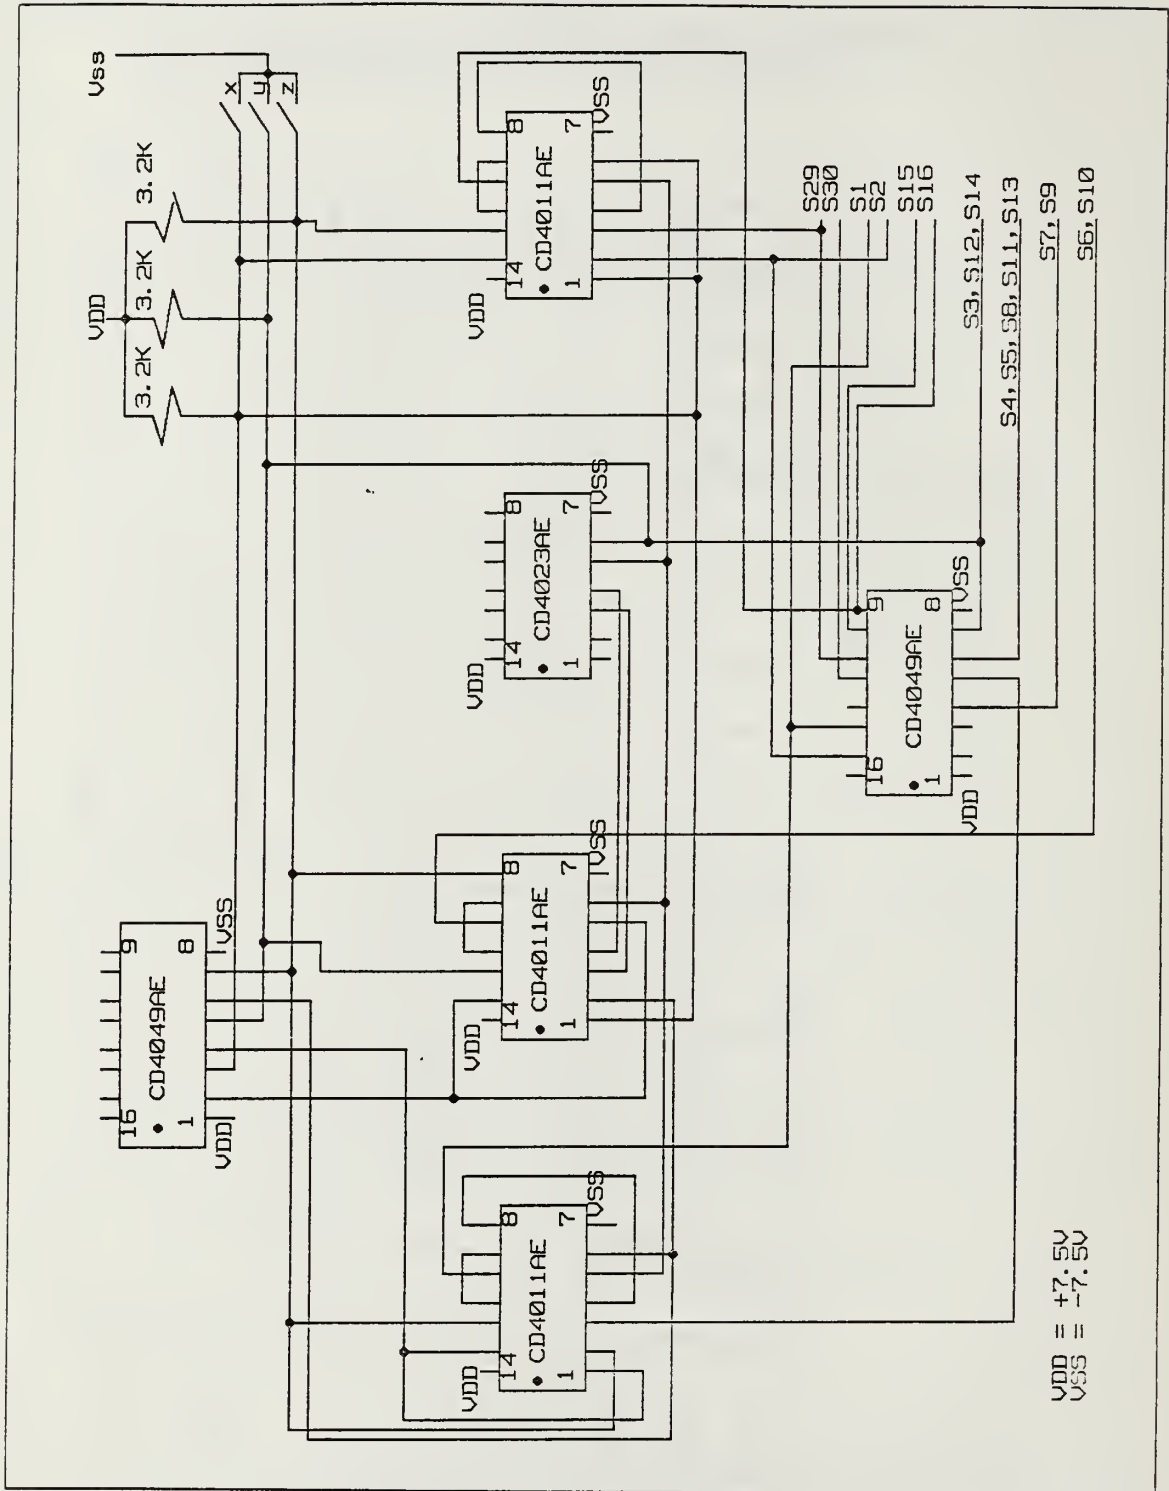 Vss
x
y
z
VDD
3.2K
3.2K
3.2K
16
9
CD4049AE
1
8
VDD
VSS
VDD
14
8
CD4011AE
1
7
VSS
VDD
14
8
CD4011AE
1
7
VSS
VDD
14
8
CD4023AE
1
7
VSS
VDD
14
8
CD4011AE
1
7
VSS
16
9
CD4049AE
1
8
VDD
VSS
S29
S30
S1
S2
S15
S16
S3, S12, S14
S4, S5, S8, S11, S13
S7, S9
S6, S10
VDD = +7.5V
VSS = -7.5V